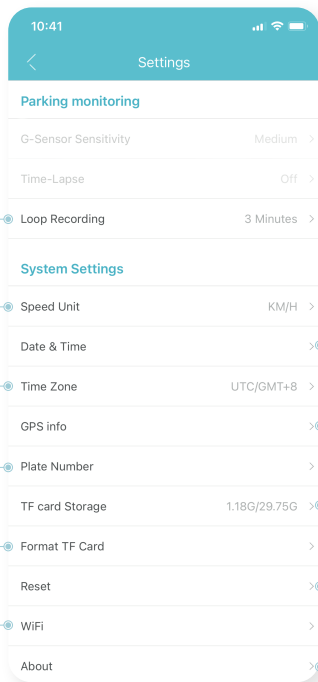 10:41
Settings
Parking monitoring
G-Sensor Sensitivity Medium
Time-Lapse Off
Loop Recording 3 Minutes
System Settings
Speed Unit KM/H
Date & Time
Time Zone UTC/GMT+8
GPS info
Plate Number
TF card Storage 1.18G/29.75G
Format TF Card
Reset
WiFi
About